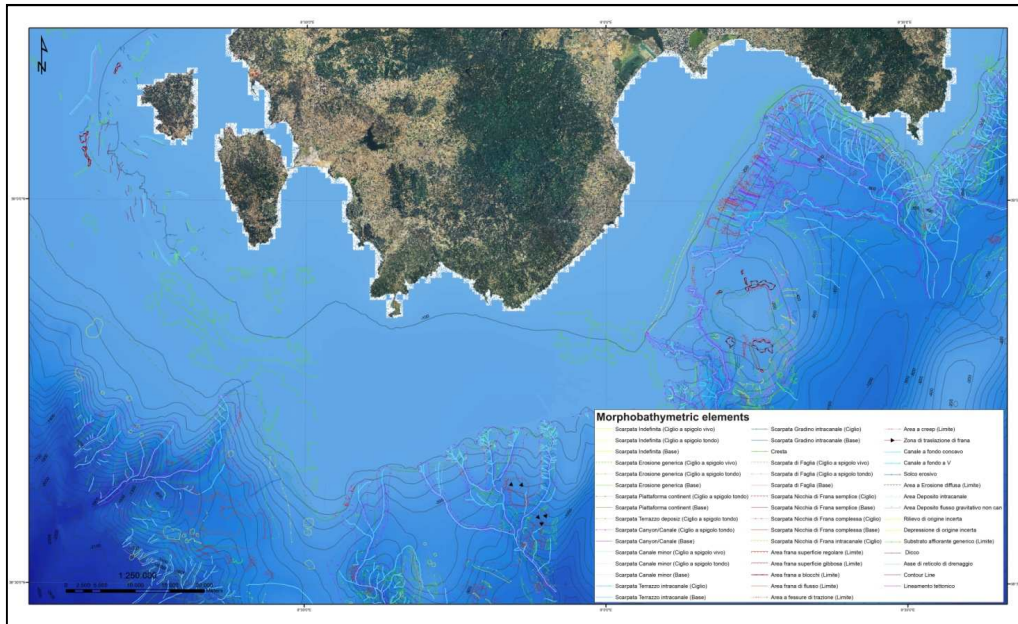 N
Morphobathymetric elements
Scarpata Indefinita (Ciglio a spigolo vivo)
Scarpata Indefinita (Ciglio a spigolo tondo)
Scarpata Indefinita (Base)
Scarpata Erosione generica (Ciglio a spigolo vivo)
Scarpata Erosione generica (Ciglio a spigolo tondo)
Scarpata Erosione generica (Base)
Scarpata Piattaforma continent (Ciglio a spigolo tondo)
Scarpata Piattaforma continent (Base)
Scarpata Terrazzo deposiz (Ciglio a spigolo tondo)
Scarpata Canyon/Canale (Ciglio a spigolo tondo)
Scarpata Canyon/Canale (Base)
Scarpata Canale minor (Ciglio a spigolo vivo)
Scarpata Canale minor (Ciglio a spigolo tondo)
Scarpata Canale minor (Base)
Scarpata Terrazzo intracanale (Ciglio)
Scarpata Terrazzo intracanale (Base)
Scarpata Gradino intracanale (Ciglio)
Scarpata Gradino intracanale (Base)
Cresta
Scarpata di Faglia (Ciglio a spigolo vivo)
Scarpata di Faglia (Ciglio a spigolo tondo)
Scarpata di Faglia (Base)
Scarpata Nicchia di Frana semplice (Ciglio)
Scarpata Nicchia di Frana semplice (Base)
Scarpata Nicchia di Frana complessa (Ciglio)
Scarpata Nicchia di Frana complessa (Base)
Scarpata Nicchia di Frana intracanale (Ciglio)
Area frana superficie regolare (Limite)
Area frana superficie gibbosa (Limite)
Area frana a blocchi (Limite)
Area frana di flusso (Limite)
Area a fessure di trazione (Limite)
Area a creep (Limite)
Zona di traslazione di frana
Canale a fondo concavo
Canale a fondo a V
Solco erosivo
Area a Erosione diffusa (Limite)
Area Deposito intracanale
Area Deposito flusso gravitativo non can
Rilievo di origine incerta
Depressione di origine incerta
Substrato affiorante generico (Limite)
Dicco
Asse di reticolo di drenaggio
Contour Line
Lineamento tettonico
1:250.000